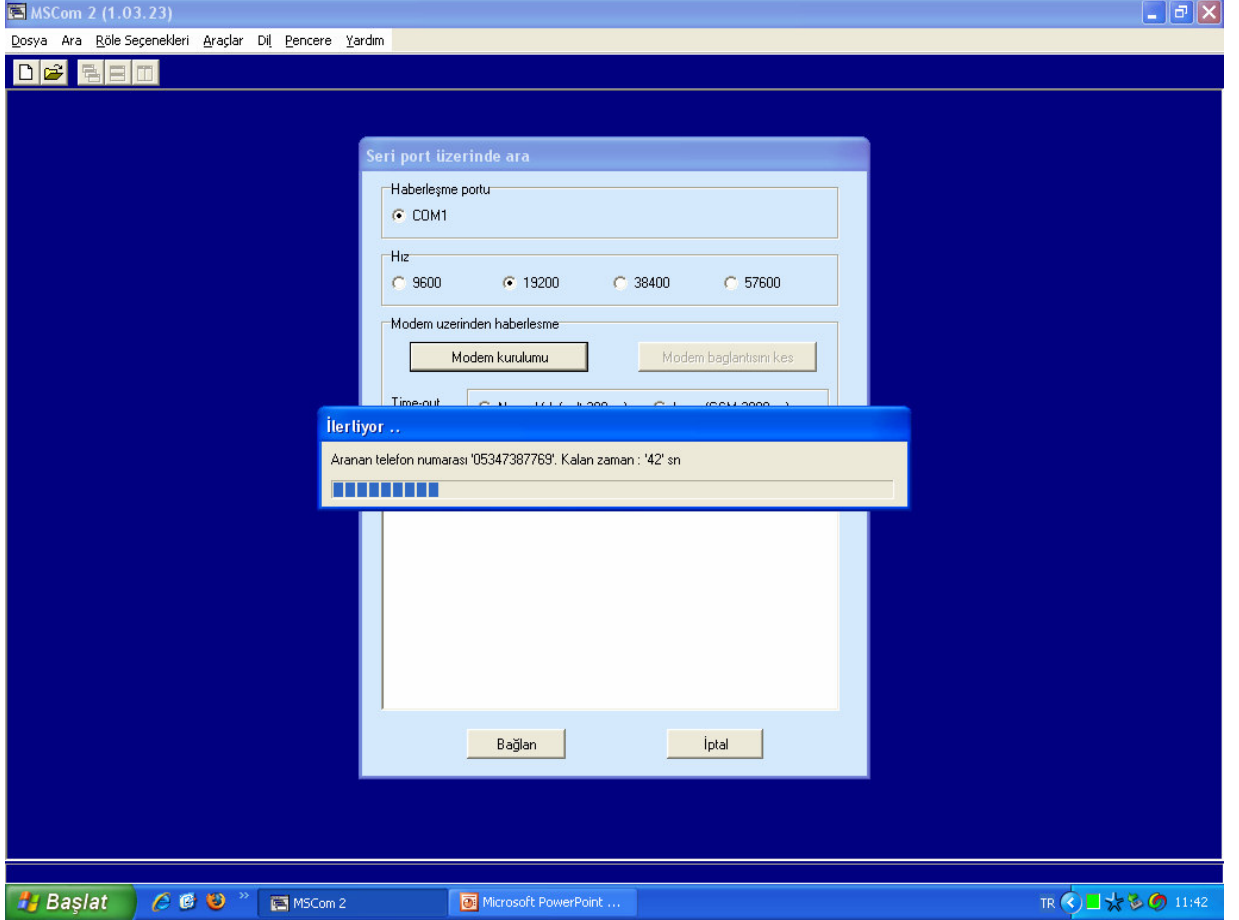 MSCom 2 (1.03.23)
Dosya Ara Röle Seçenekleri Araçlar Dil Pencere Yardım
Seri port üzerinde ara
Haberleşme portu
COM1
Hız
9600 19200 38400 57600
Modem uzerinden haberlesme
Modem kurulumu Modem baglantısını kes
Time-out
İlerliyor ..
Aranan telefon numarası '05347387769'. Kalan zaman : '42' sn
Bağlan İptal
Başlat MSCom 2 Microsoft PowerPoint ... TR 11:42